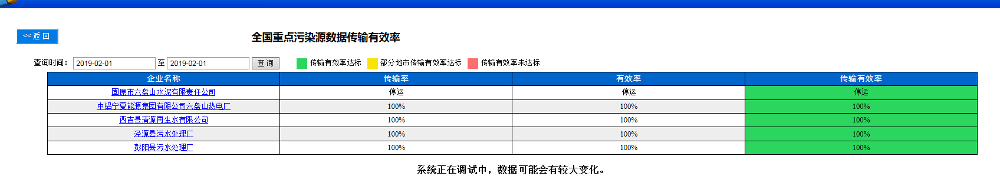 << 返 回
全国重点污染源数据传输有效率
查询时间： 2019-02-01 至 2019-02-01 查 询 传输有效率达标 部分地市传输有效率达标 传输有效率未达标
企业名称 传输率 有效率 传输有效率
固原市六盘山水泥有限责任公司 停运 停运 停运
中铝宁夏能源集团有限公司六盘山热电厂 100% 100% 100%
西吉县清源再生水有限公司 100% 100% 100%
泾源县污水处理厂 100% 100% 100%
彭阳县污水处理厂 100% 100% 100%
系统正在调试中，数据可能会有较大变化。